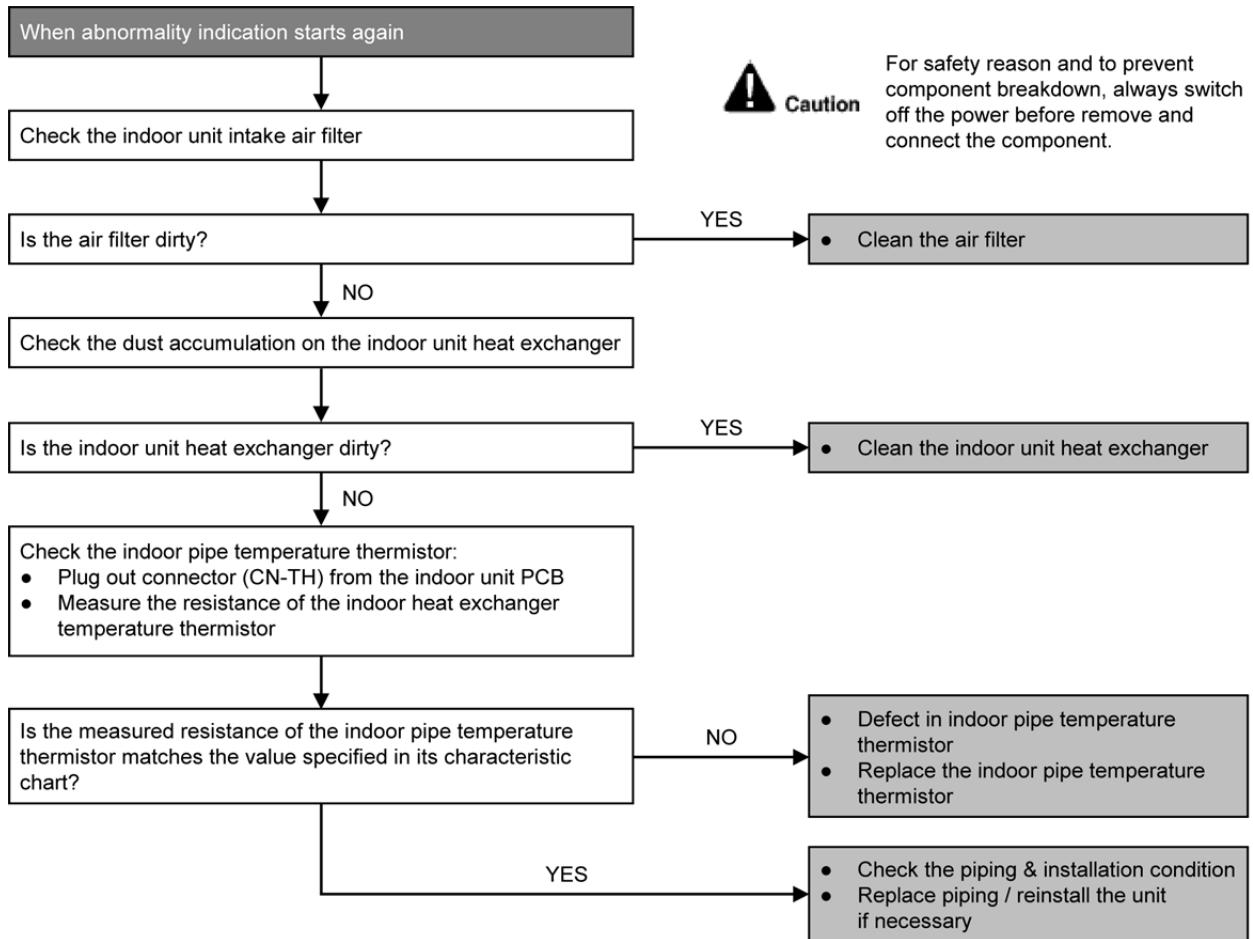 When abnormality indication starts again
Caution
For safety reason and to prevent
component breakdown, always switch
off the power before remove and
connect the component.
Check the indoor unit intake air filter
Is the air filter dirty?
YES
● Clean the air filter
NO
Check the dust accumulation on the indoor unit heat exchanger
Is the indoor unit heat exchanger dirty?
YES
● Clean the indoor unit heat exchanger
NO
Check the indoor pipe temperature thermistor:
● Plug out connector (CN-TH) from the indoor unit PCB
● Measure the resistance of the indoor heat exchanger
temperature thermistor
Is the measured resistance of the indoor pipe temperature
thermistor matches the value specified in its characteristic
chart?
NO
● Defect in indoor pipe temperature
thermistor
● Replace the indoor pipe temperature
thermistor
YES
● Check the piping & installation condition
● Replace piping / reinstall the unit
if necessary